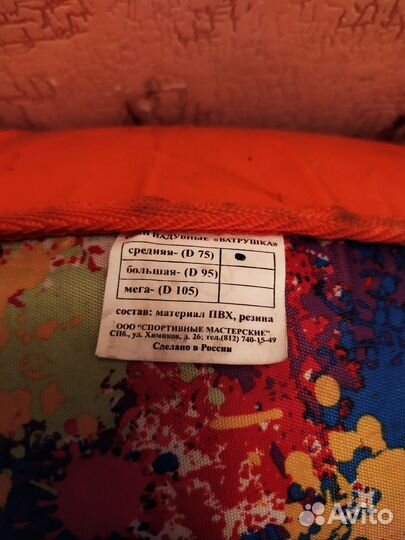 НАДУВНЫЕ «ВАТРУШКА»
средняя- (D 75)
большая- (D 95)
мега- (D 105)
состав: материал ПВХ, резина
ООО "СПОРТИВНЫЕ МАСТЕРСКИЕ"
СПб., ул. Химиков, д. 26; тел.(812) 740-15-49
Сделано в России
Avito